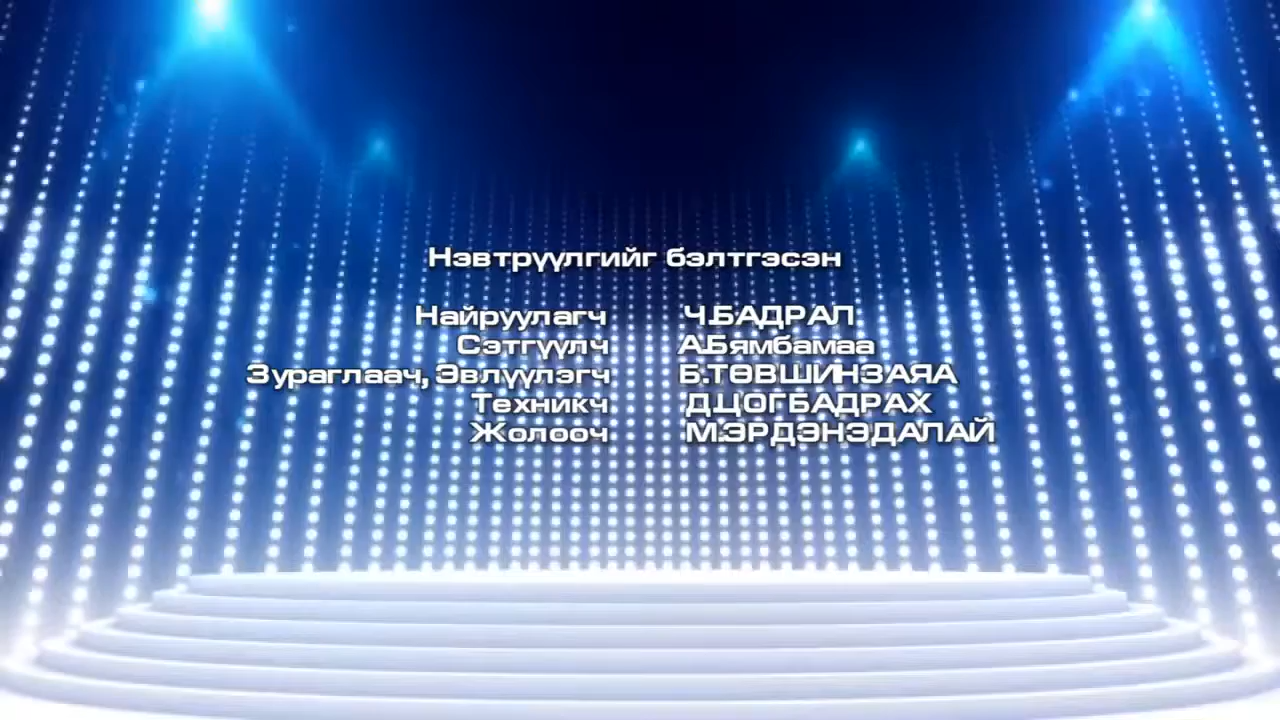 Нэвтрүүлгийг бэлтгэсэн
Найруулагч Ч.БАДРАЛ
Сэтгүүлч А.Бямбамаа
Зураглаач, Эвлүүлэгч Б.ТӨВШИНЗАЯА
Техникч Д.ЦОГБАДРАХ
Жолооч М.ЭРДЭНЭДАЛАЙ